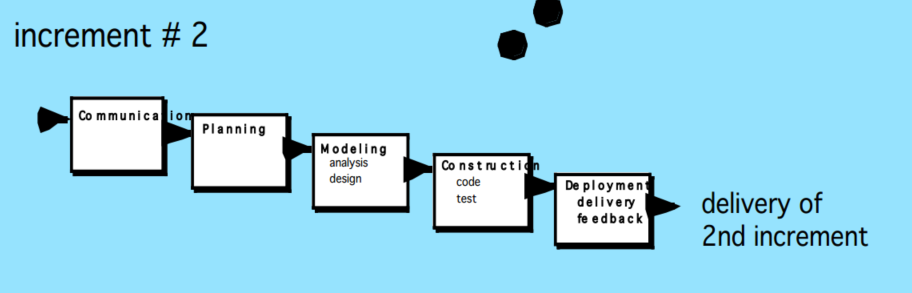 increment # 2
Communication
Planning
Modeling
analysis
design
Construction
code
test
Deployment
delivery
feedback
delivery of
2nd increment